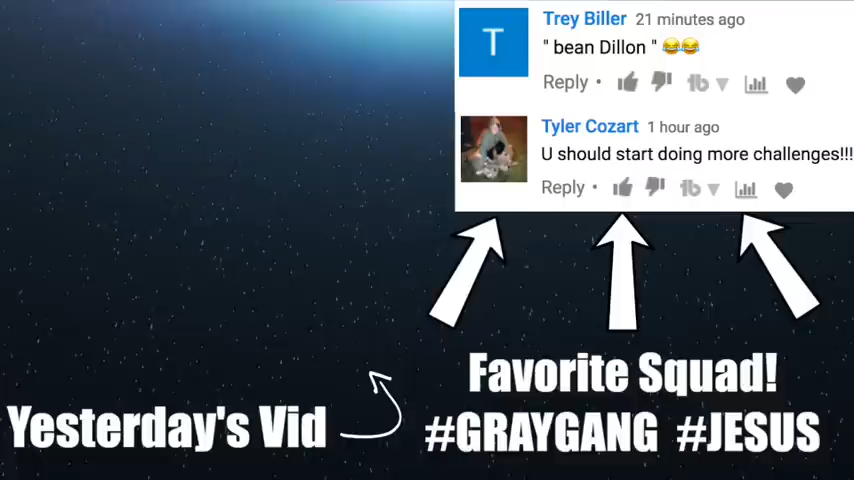 T
Trey Biller 21 minutes ago
" bean Dillon " 😂😂
Reply •
Tyler Cozart 1 hour ago
U should start doing more challenges!!!
Reply •
Favorite Squad!
Yesterday's Vid
#GRAYGANG #JESUS